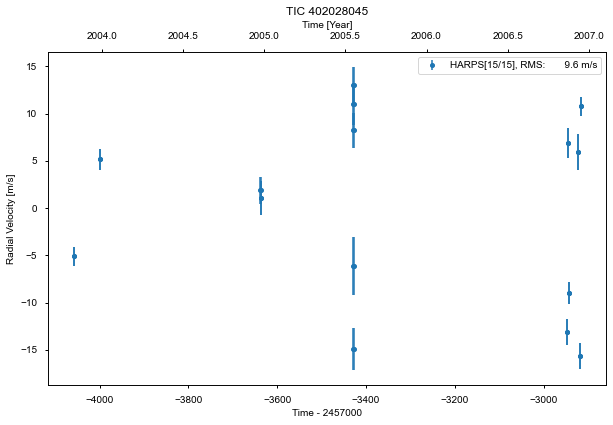 TIC 402028045
Time [Year]
2004.0 2004.5 2005.0 2005.5 2006.0 2006.5 2007.0
HARPS[15/15], RMS: 9.6 m/s
Radial Velocity [m/s]
15
10
5
0
−5
−10
−15
−4000 −3800 −3600 −3400 −3200 −3000
Time - 2457000